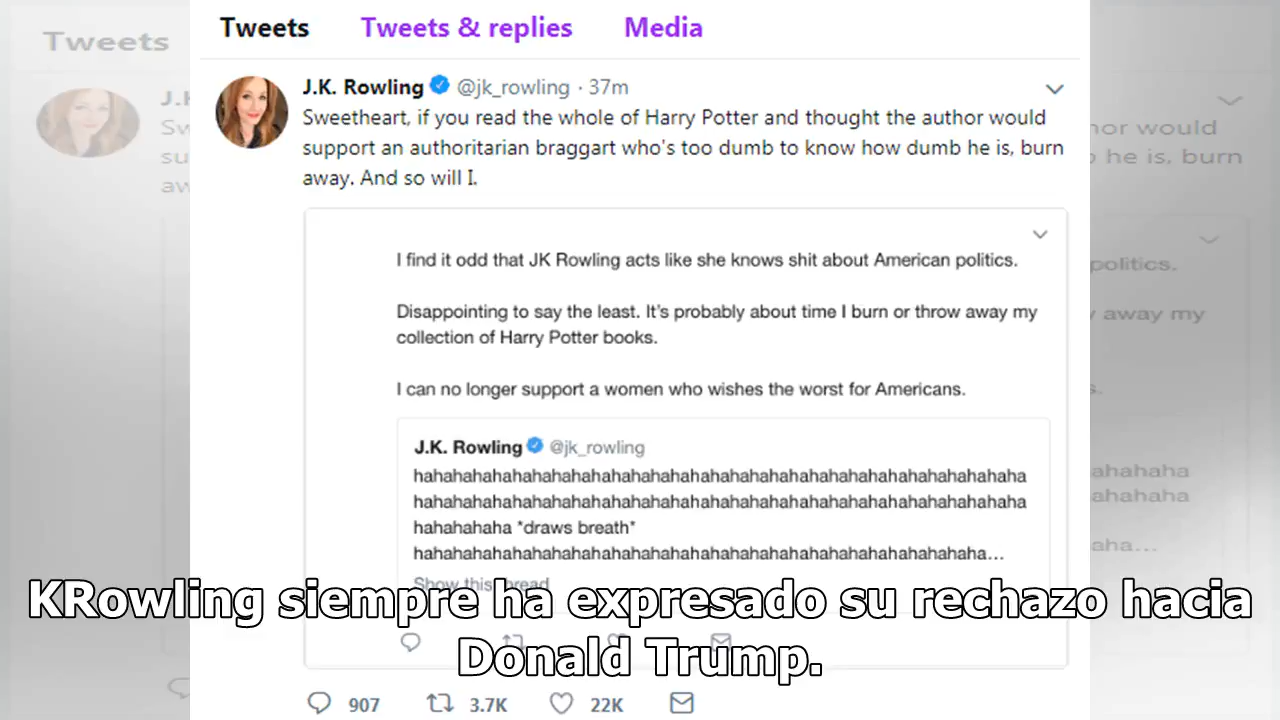 Tweets Tweets & replies Media
J.K. Rowling @jk_rowling · 37m
Sweetheart, if you read the whole of Harry Potter and thought the author would
support an authoritarian braggart who's too dumb to know how dumb he is, burn
away. And so will I.
I find it odd that JK Rowling acts like she knows shit about American politics.
Disappointing to say the least. It's probably about time I burn or throw away my
collection of Harry Potter books.
I can no longer support a women who wishes the worst for Americans.
J.K. Rowling @jk_rowling
hahahahahahahahahahahahahahahahahahahahahahahahahahahahahahaha
hahahahahahahahahahahahahahahahahahahahahahahahahahahahahahaha
hahahahaha *draws breath*
hahahahahahahahahahahahahahahahahahahahahahahahahahahahaha...
Show this thread
KRowling siempre ha expresado su rechazo hacia
Donald Trump.
907 3.7K 22K